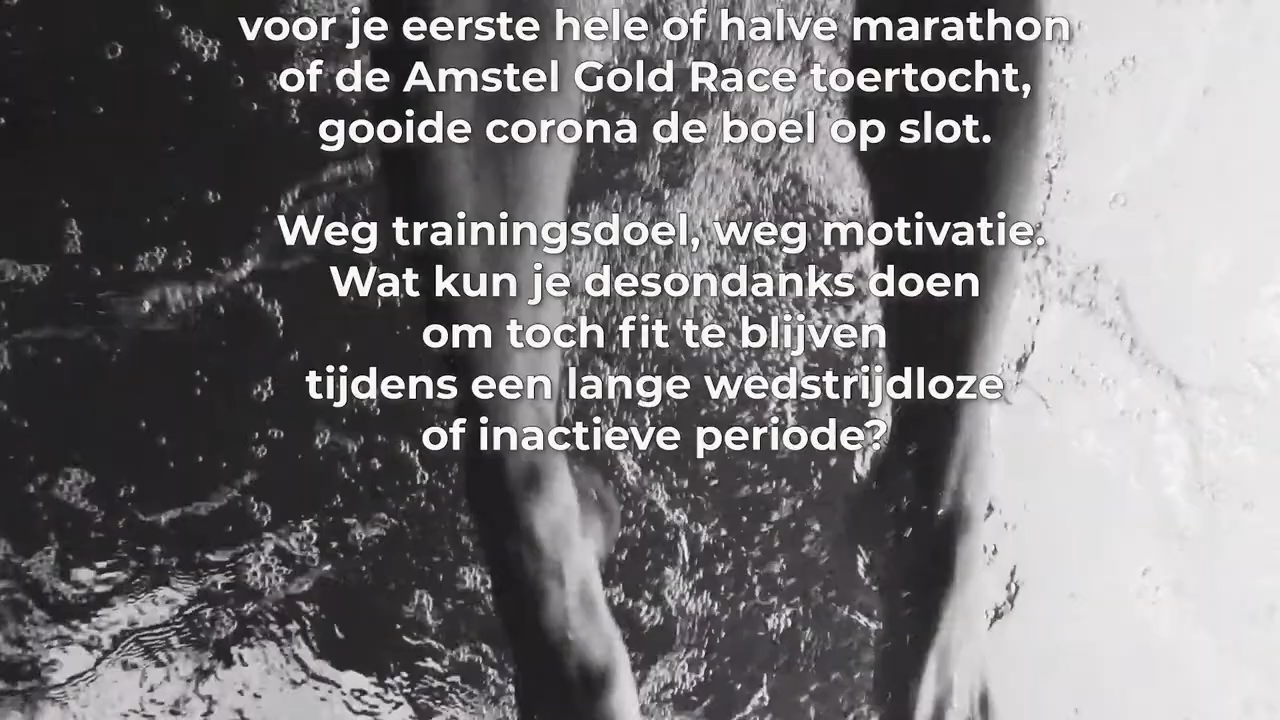 voor je eerste hele of halve marathon
of de Amstel Gold Race toertocht,
gooide corona de boel op slot.
Weg trainingsdoel, weg motivatie.
Wat kun je desondanks doen
om toch fit te blijven
tijdens een lange wedstrijdloze
of inactieve periode?